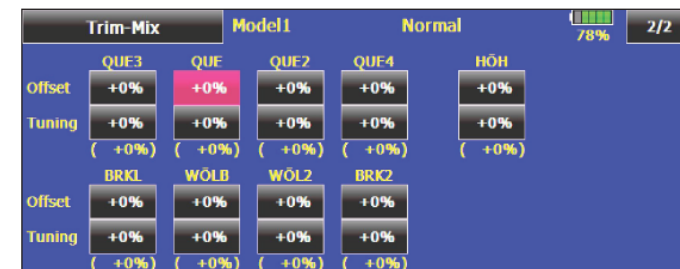 Trim-Mix Model1 Normal 78% 2/2
QUE3 QUE QUE2 QUE4 HÖH
Offset +0% +0% +0% +0% +0%
Tuning +0% +0% +0% +0% +0%
( +0%) ( +0%) ( +0%) ( +0%) ( +0%)
BRKL WÖLB WÖL2 BRK2
Offset +0% +0% +0% +0%
Tuning +0% +0% +0% +0%
( +0%) ( +0%) ( +0%) ( +0%)